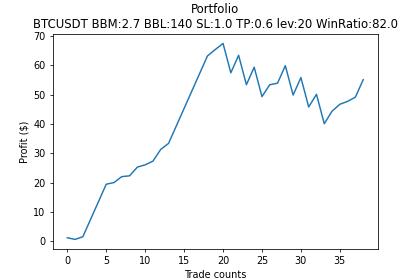 Portfolio
BTCUSDT BBM:2.7 BBL:140 SL:1.0 TP:0.6 lev:20 WinRatio:82.0
Profit ($)
70
60
50
40
30
20
10
0
0 5 10 15 20 25 30 35
Trade counts